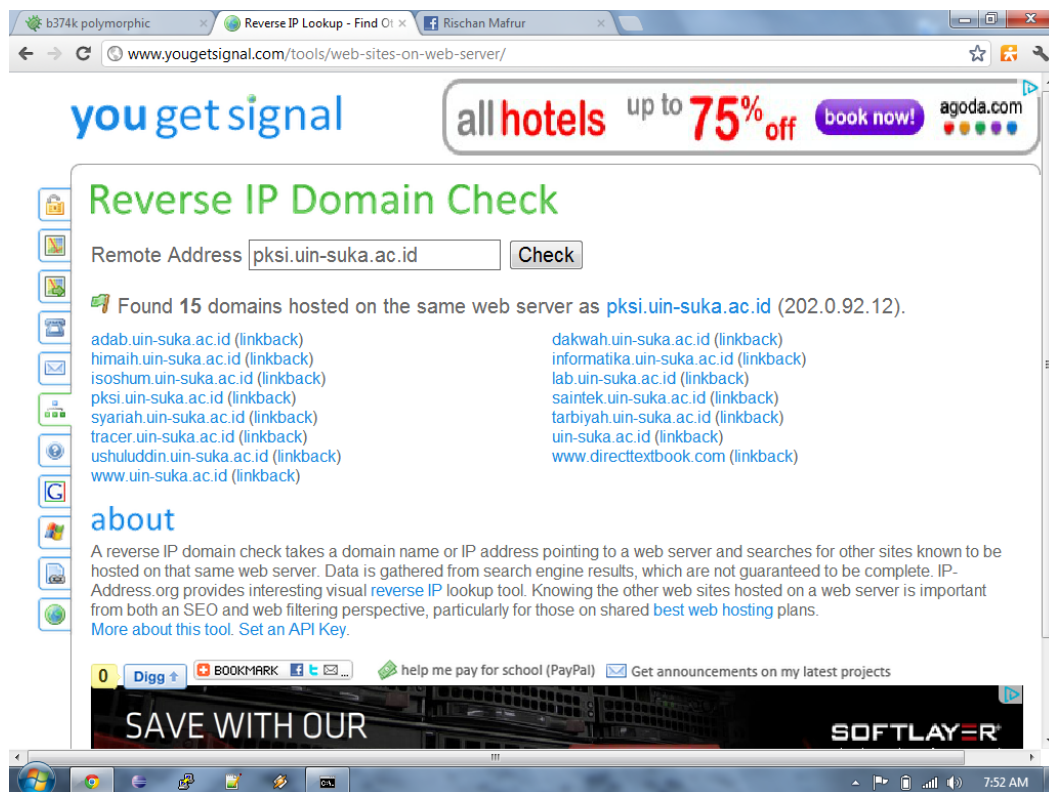 b374k polymorphic
Reverse IP Lookup - Find Ot
Rischan Mafrur
www.yougetsignal.com/tools/web-sites-on-web-server/
you get signal
all hotels up to 75% off book now! agoda.com
Reverse IP Domain Check
Remote Address pksi.uin-suka.ac.id Check
Found 15 domains hosted on the same web server as pksi.uin-suka.ac.id (202.0.92.12).
adab.uin-suka.ac.id (linkback) dakwah.uin-suka.ac.id (linkback)
himaih.uin-suka.ac.id (linkback) informatika.uin-suka.ac.id (linkback)
isoshum.uin-suka.ac.id (linkback) lab.uin-suka.ac.id (linkback)
pksi.uin-suka.ac.id (linkback) saintek.uin-suka.ac.id (linkback)
syariah.uin-suka.ac.id (linkback) tarbiyah.uin-suka.ac.id (linkback)
tracer.uin-suka.ac.id (linkback) uin-suka.ac.id (linkback)
ushuluddin.uin-suka.ac.id (linkback) www.directtextbook.com (linkback)
www.uin-suka.ac.id (linkback)
about
A reverse IP domain check takes a domain name or IP address pointing to a web server and searches for other sites known to be
hosted on that same web server. Data is gathered from search engine results, which are not guaranteed to be complete. IP-
Address.org provides interesting visual reverse IP lookup tool. Knowing the other web sites hosted on a web server is important
from both an SEO and web filtering perspective, particularly for those on shared best web hosting plans.
More about this tool. Set an API Key.
0 Digg BOOKMARK ... help me pay for school (PayPal) Get announcements on my latest projects
SAVE WITH OUR SOFTLAYER
7:52 AM